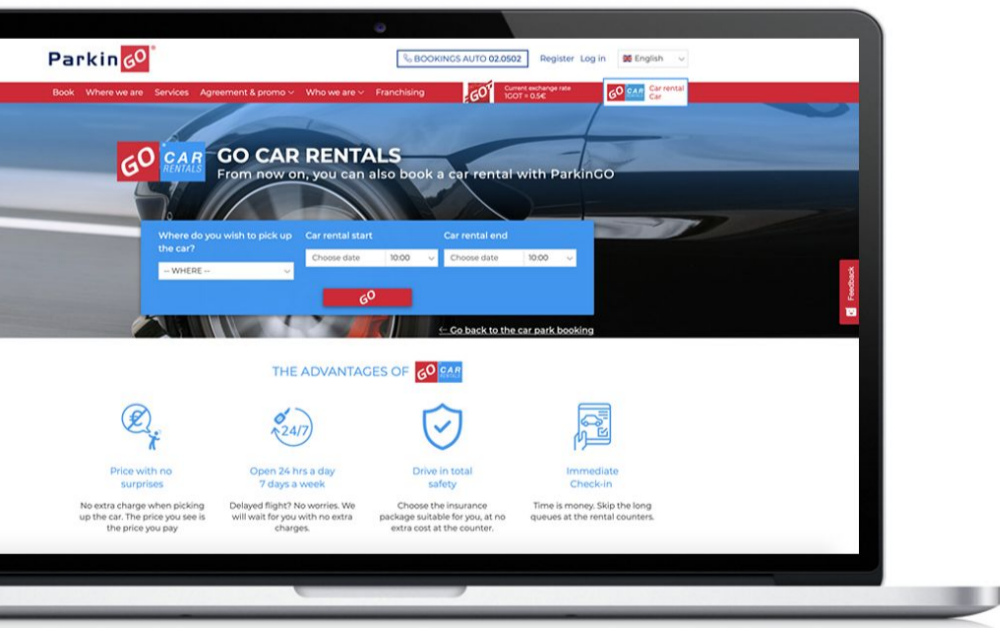 ParkinGO
BOOKINGS AUTO 02.0502
Register Log in
English
Book Where we are Services Agreement & promo Who we are Franchising
GOT
Current exchange rate
1GOT = 0.5€
GO CAR
Car rental
Car
GO CAR
RENTALS
GO CAR RENTALS
From now on, you can also book a car rental with ParkinGO
Where do you wish to pick up
the car?
-- WHERE --
Car rental start
Choose date 10:00
Car rental end
Choose date 10:00
GO
← Go back to the car park booking
Feedback
THE ADVANTAGES OF GO CAR
RENTALS
24/7
Price with no
surprises
No extra charge when picking
up the car. The price you see is
the price you pay
Open 24 hrs a day
7 days a week
Delayed flight? No worries. We
will wait for you with no extra
charges.
Drive in total
safety
Choose the insurance
package suitable for you, at no
extra cost at the counter.
Immediate
Check-in
Time is money. Skip the long
queues at the rental counters.